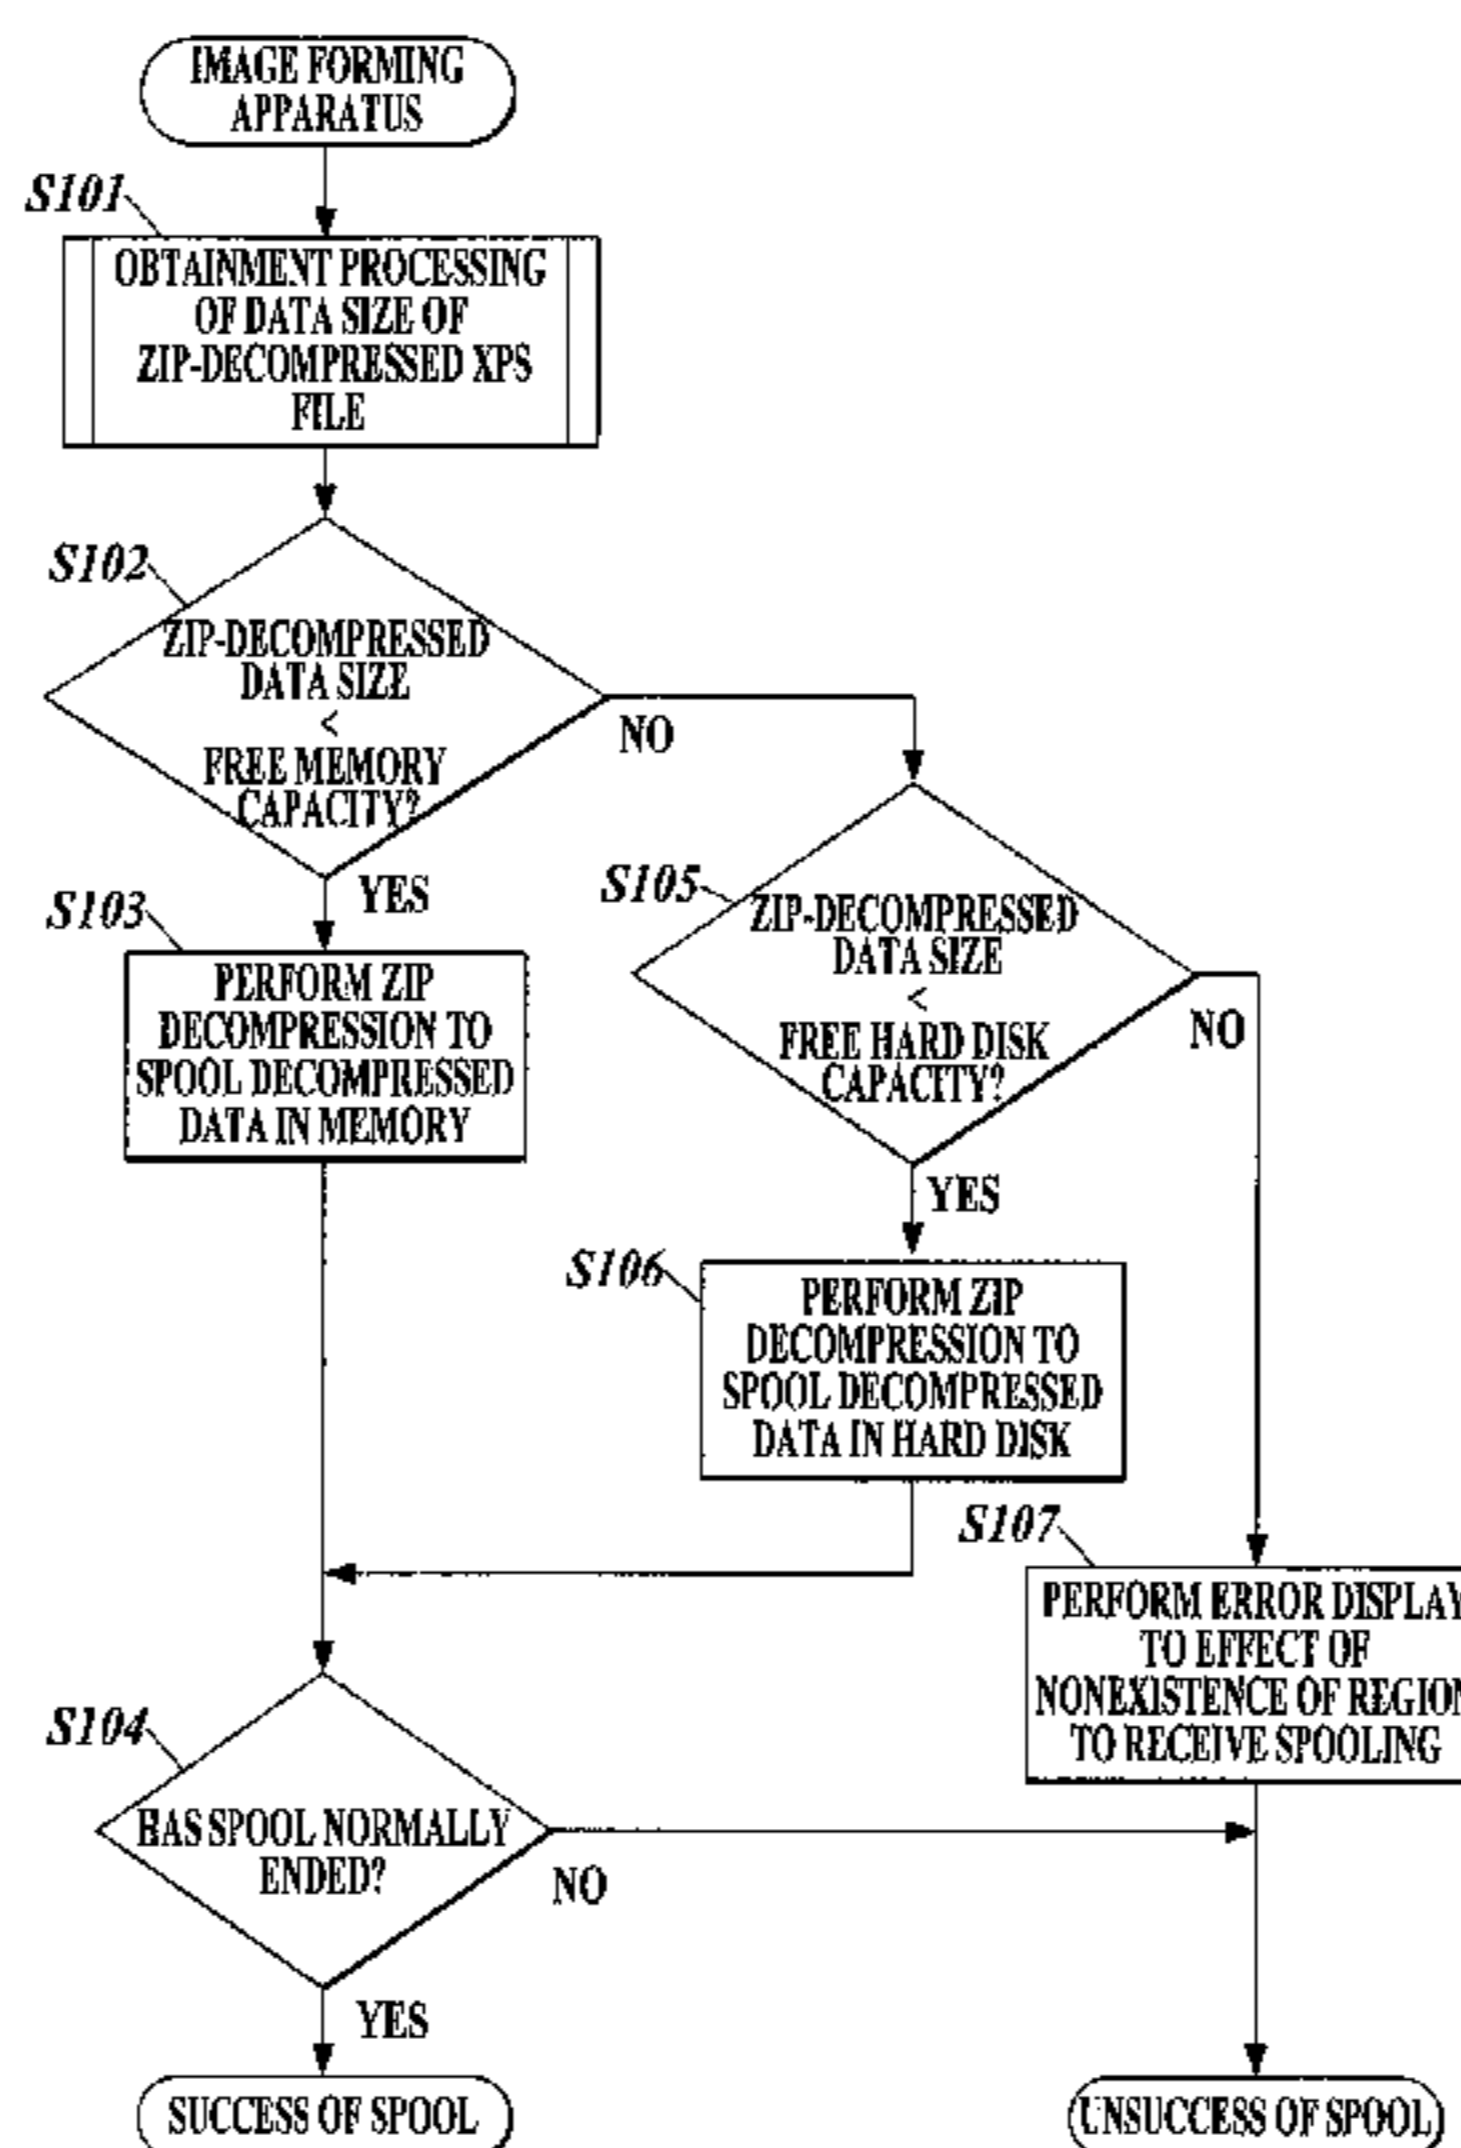 IMAGE FORMING
APPARATUS
S101
OBTAINMENT PROCESSING
OF DATA SIZE OF
ZIP-DECOMPRESSED XPS
FILE
S102
ZIP-DECOMPRESSED
DATA SIZE
<
FREE MEMORY
CAPACITY?
NO
YES
S103
PERFORM ZIP
DECOMPRESSION TO
SPOOL DECOMPRESSED
DATA IN MEMORY
S105
ZIP-DECOMPRESSED
DATA SIZE
<
FREE HARD DISK
CAPACITY?
NO
YES
S106
PERFORM ZIP
DECOMPRESSION TO
SPOOL DECOMPRESSED
DATA IN HARD DISK
S107
PERFORM ERROR DISPLAY
TO EFFECT OF
NONEXISTENCE OF REGION
TO RECEIVE SPOOLING
S104
HAS SPOOL NORMALLY
ENDED?
NO
YES
SUCCESS OF SPOOL
UNSUCCESS OF SPOOL